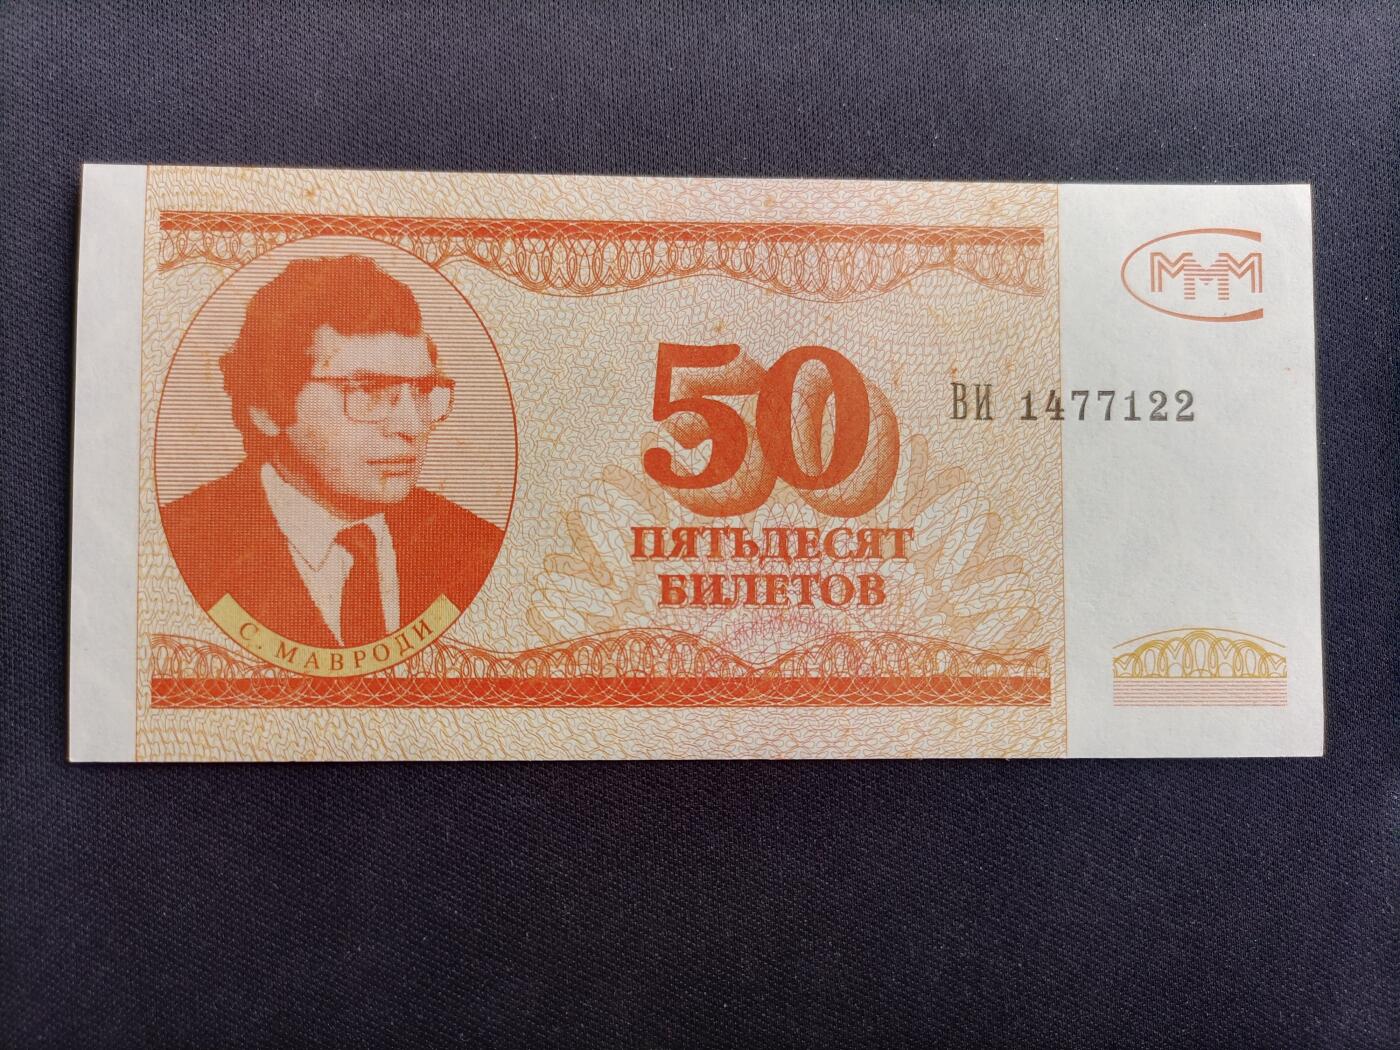 МММ
50
ВИ 1477122
ПЯТЬДЕСЯТ
БИЛЕТОВ
С. МАВРОДИ